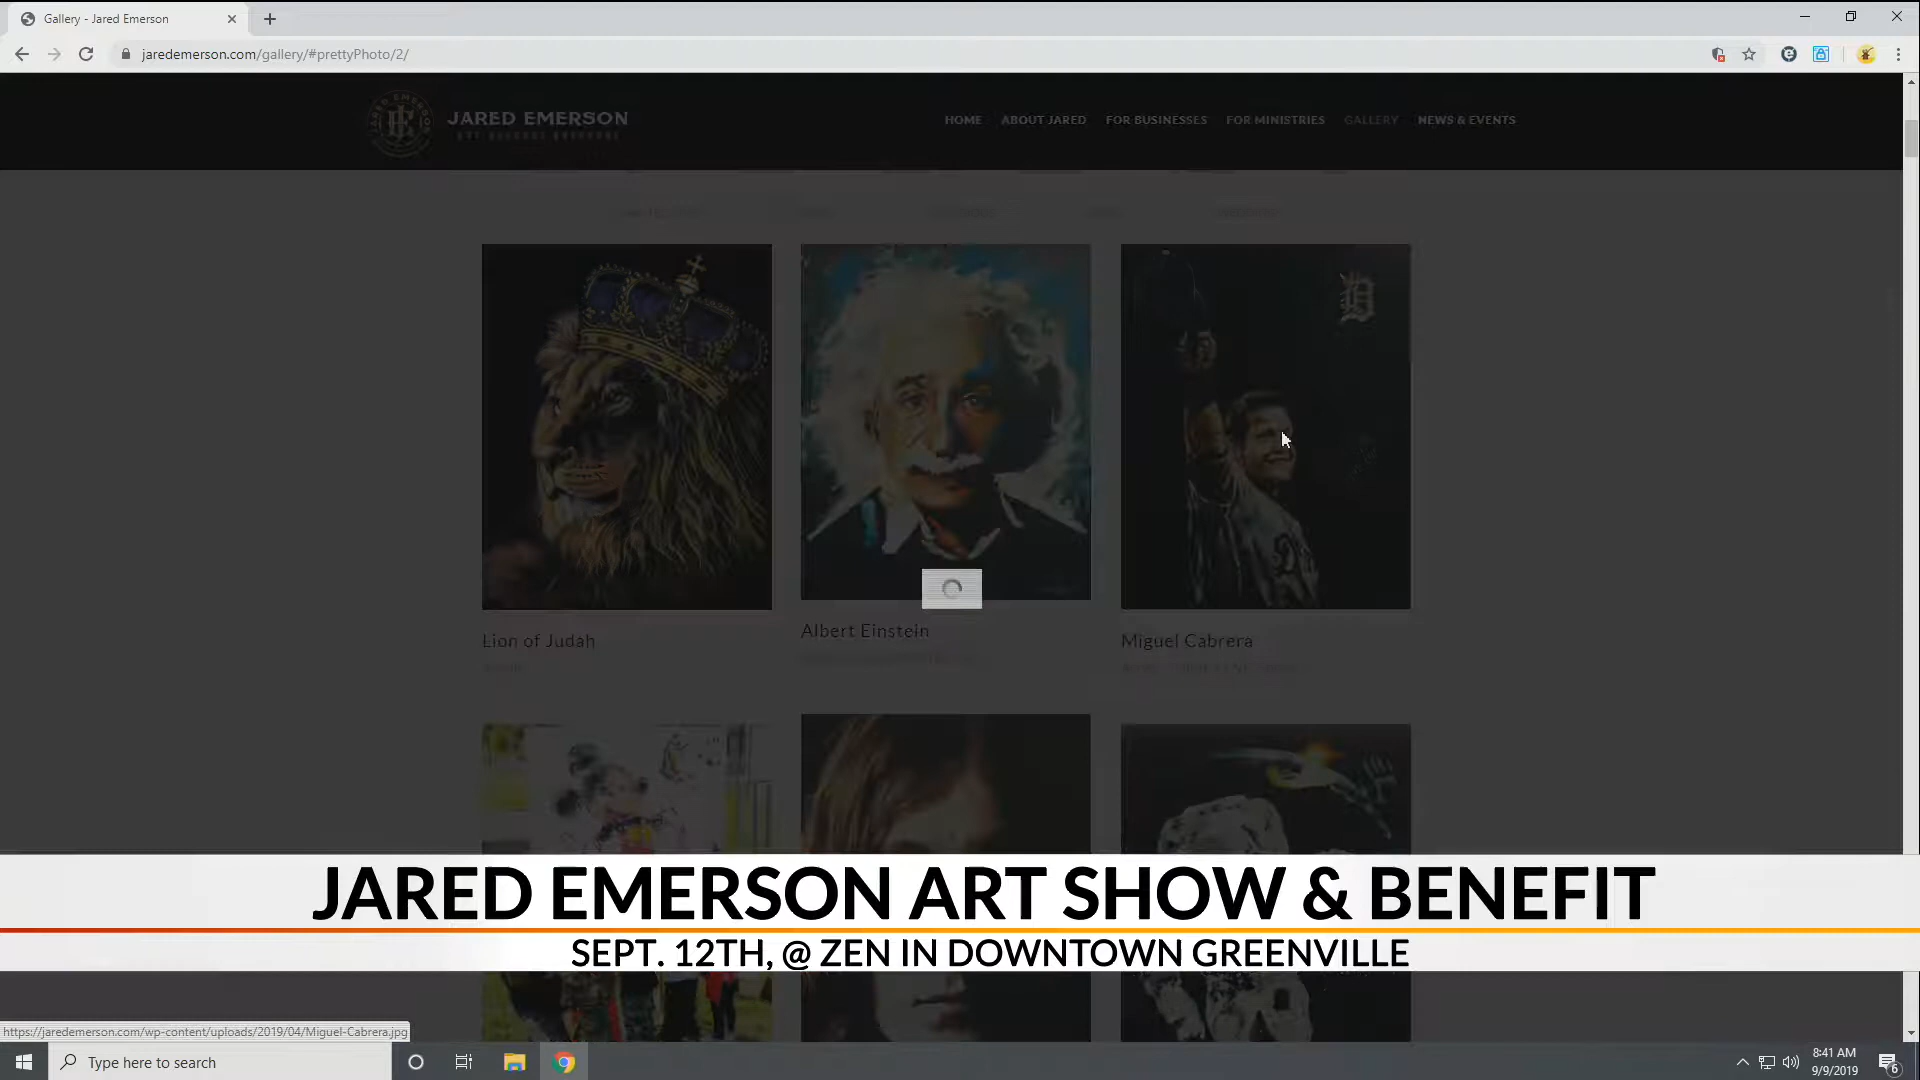 Gallery - Jared Emerson
jaredemerson.com/gallery/#prettyPhoto/2/
JARED EMERSON
HOME ABOUT JARED FOR BUSINESSES FOR MINISTRIES GALLERY NEWS & EVENTS
Lion of Judah
Albert Einstein
Miguel Cabrera
JARED EMERSON ART SHOW & BENEFIT
SEPT. 12TH, @ ZEN IN DOWNTOWN GREENVILLE
https://jaredemerson.com/wp-content/uploads/2019/04/Miguel-Cabrera.jpg
Type here to search
8:41 AM
9/9/2019
6